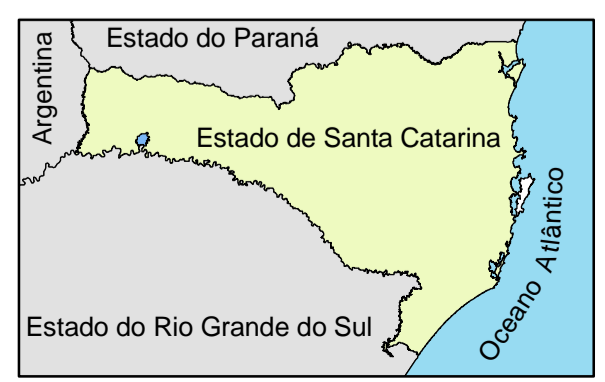 Estado do Paraná
Argentina
Estado de Santa Catarina
Oceano Atlântico
Estado do Rio Grande do Sul